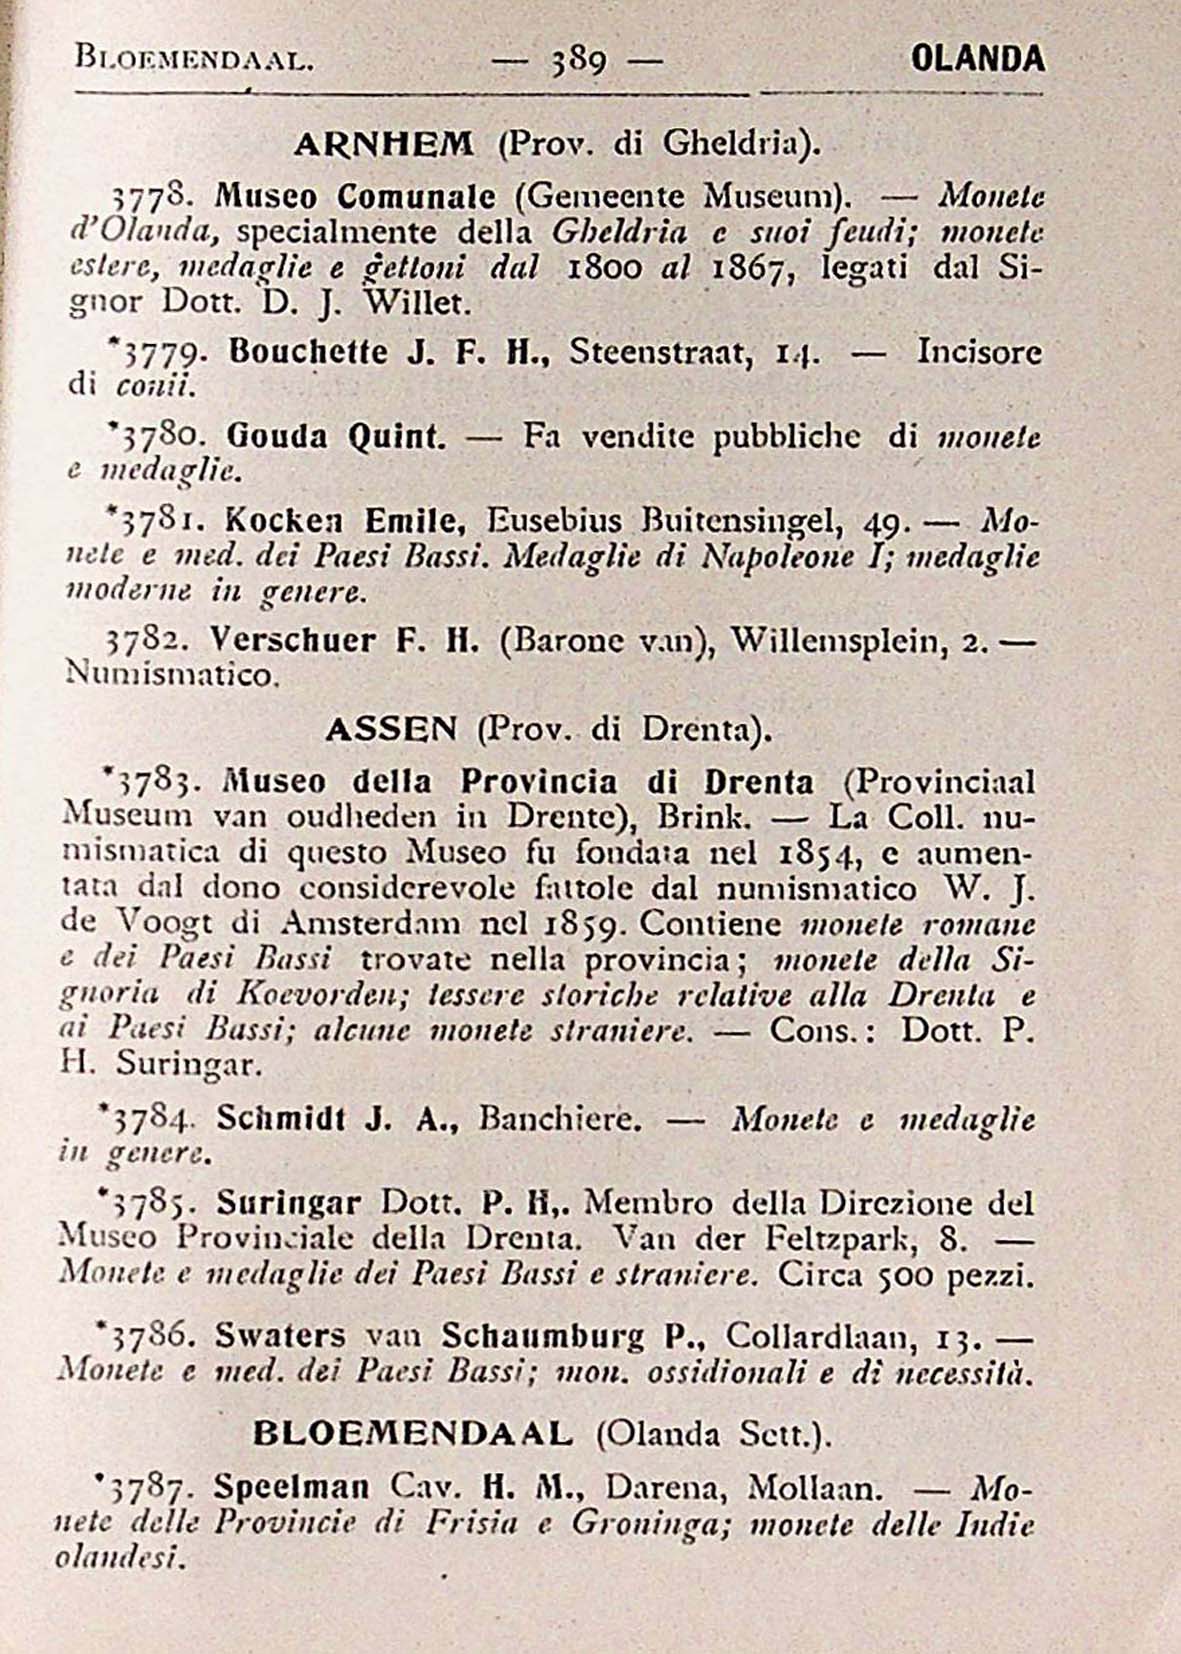 BLOEMENDAAL. — 389 — OLANDA
ARNHEM (Prov. di Gheldria).
3778. Museo Comunale (Gemeente Museum). — Monete
d'Olanda, specialmente della Gheldria e suoi feudi; monete
estere, medaglie e gettoni dal 1800 al 1867, legati dal Si-
gnor Dott. D. J. Willet.
*3779. Bouchette J. F. H., Steenstraat, 14. — Incisore
di conii.
*3780. Gouda Quint. — Fa vendite pubbliche di monete
e medaglie.
*3781. Kocken Emile, Eusebius Buitensingel, 49. — Mo-
nete e med. dei Paesi Bassi. Medaglie di Napoleone I; medaglie
moderne in genere.
3782. Verschuer F. H. (Barone van), Willemsplein, 2. —
Numismatico.
ASSEN (Prov. di Drenta).
*3783. Museo della Provincia di Drenta (Provinciaal
Museum van oudheden in Drente), Brink. — La Coll. nu-
mismatica di questo Museo fu fondata nel 1854, e aumen-
tata dal dono considerevole fattole dal numismatico W. J.
de Voogt di Amsterdam nel 1859. Contiene monete romane
e dei Paesi Bassi trovate nella provincia; monete della Si-
gnoria di Koevorden; tessere storiche relative alla Drenta e
ai Paesi Bassi; alcune monete straniere. — Cons.: Dott. P.
H. Suringar.
*3784. Schmidt J. A., Banchiere. — Monete e medaglie
in genere.
*3785. Suringar Dott. P. H,. Membro della Direzione del
Museo Provinciale della Drenta. Van der Feltzpark, 8. —
Monete e medaglie dei Paesi Bassi e straniere. Circa 500 pezzi.
*3786. Swaters van Schaumburg P., Collardlaan, 13. —
Monete e med. dei Paesi Bassi; mon. ossidionali e di necessità.
BLOEMENDAAL (Olanda Sett.).
*3787. Speelman Cav. H. M., Darena, Mollaan. — Mo-
nete delle Provincie di Frisia e Groninga; monete delle Indie
olandesi.